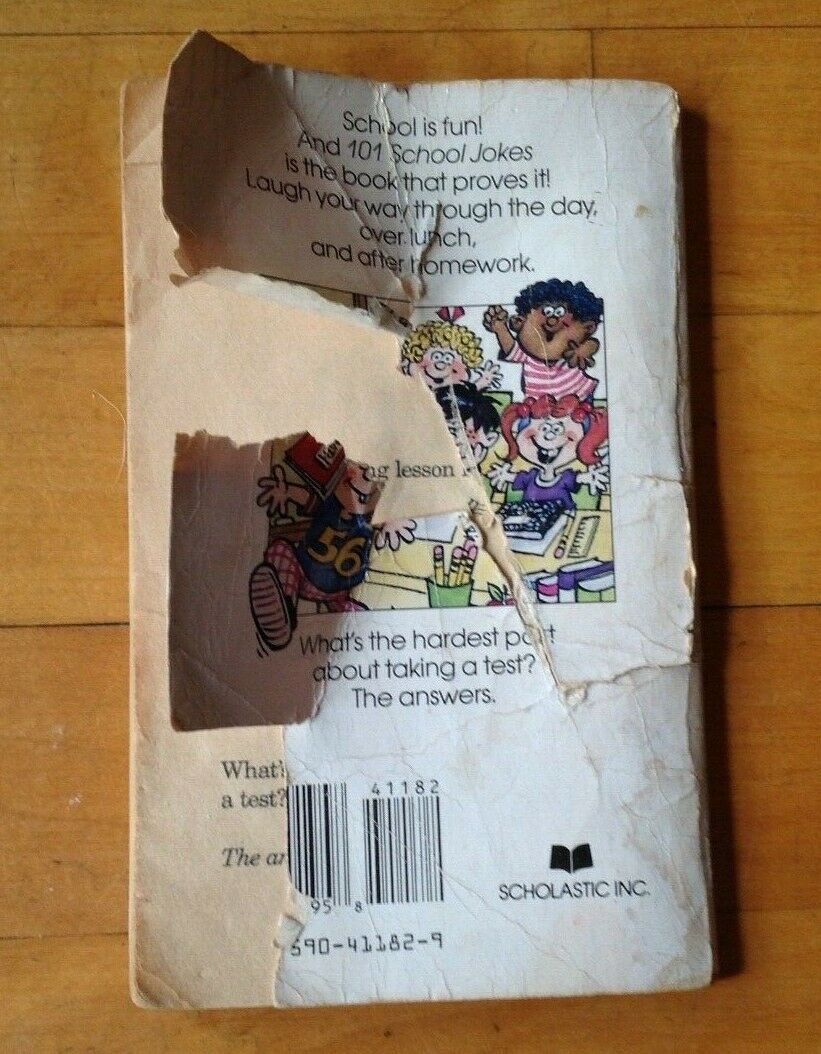 School is fun!
And 101 School Jokes
is the book that proves it!
Laugh your way through the day,
over lunch,
and after homework.
ng lesson
56
What's the hardest part
about taking a test?
The answers.
What's
a test?
The an
41182
95 8
590-41182-9
SCHOLASTIC INC.